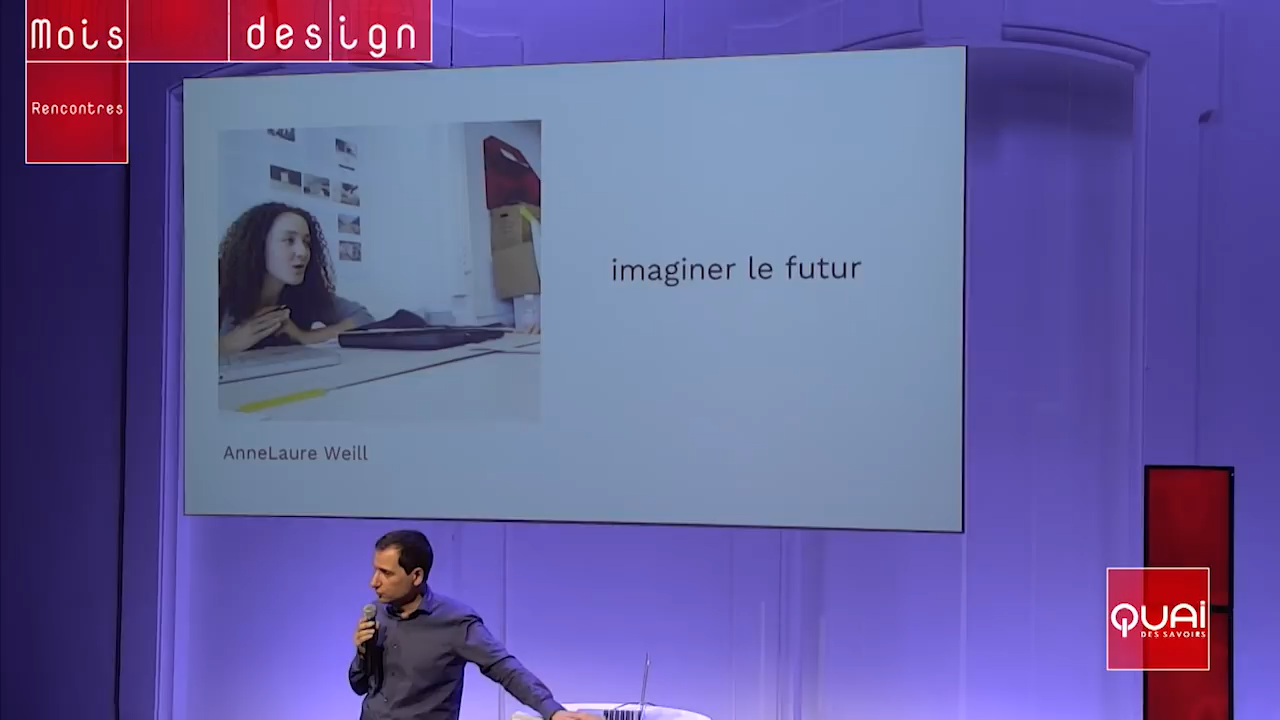 Mois design
Rencontres
imaginer le futur
AnneLaure Weill
QUAi
DES SAVOIRS